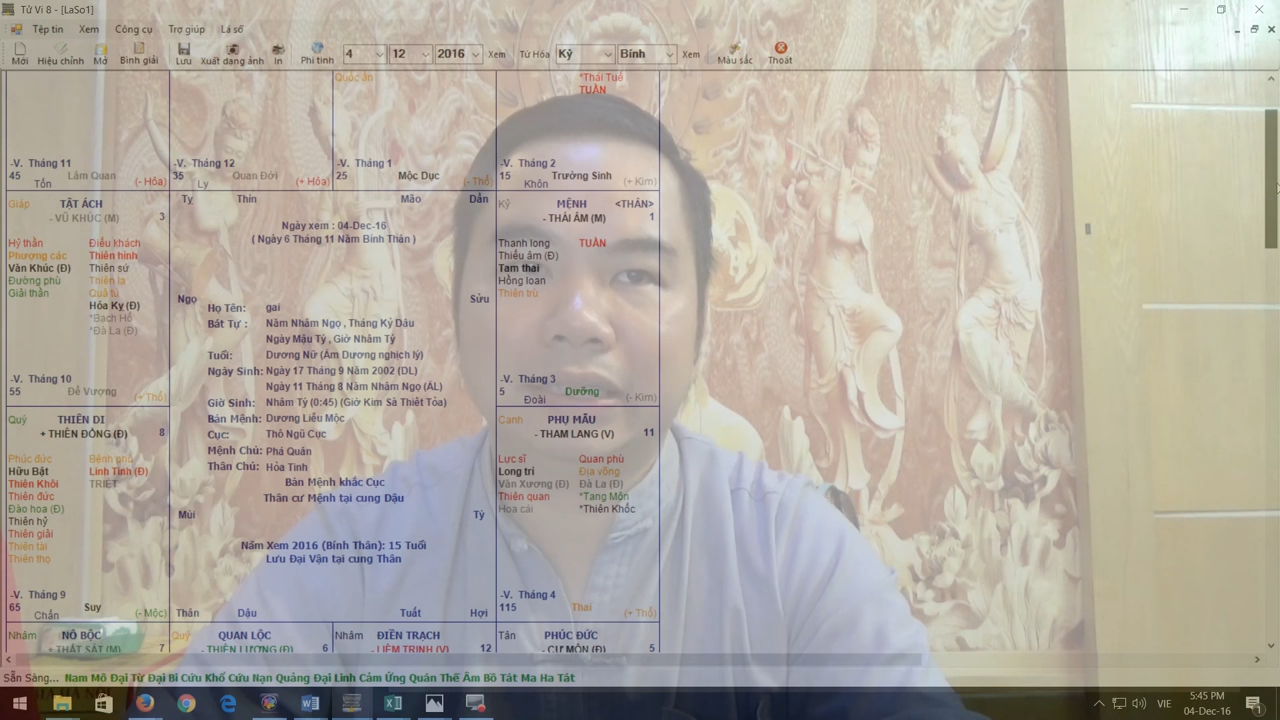 Tử Vi 8 - [LaSo1]
Tệp tin Xem Công cụ Trợ giúp Lá số
Mới Hiệu chỉnh Mở Bình giải Lưu Xuất dạng ảnh In Phi tinh 4 12 2016 Xem Tứ Hóa Kỷ Bính Xem Màu sắc Thoát
Quốc ấn *Thái Tuế
TUẦN
-V. Tháng 11 -V. Tháng 12 -V. Tháng 1 -V. Tháng 2
45 Lâm Quan 35 Quan Đới 25 Mộc Dục 15 Trường Sinh
Tốn (- Hỏa) Ly (+ Hỏa) (- Thổ) Khôn (+ Kim)
Giáp TẬT ÁCH
- VŨ KHÚC (M) 3
Hỷ thần Điếu khách
Phượng các Thiên hình
Văn Khúc (Đ) Thiên sứ
Đường phù Thiên la
Giải thần Quả tú
Hóa Kỵ (Đ)
*Bạch Hổ
*Đà La (Đ)
-V. Tháng 10
55 Đế Vượng
(+ Thổ)
Tỵ Thìn Mão Dần
Ngày xem : 04-Dec-16
( Ngày 6 Tháng 11 Năm Bính Thân )
Ngọ Sửu
Họ Tên: gai
Bát Tự : Năm Nhâm Ngọ , Tháng Kỷ Dậu
Ngày Mậu Tý , Giờ Nhâm Tý
Tuổi: Dương Nữ (Âm Dương nghịch lý)
Ngày Sinh: Ngày 17 Tháng 9 Năm 2002 (DL)
Ngày 11 Tháng 8 Năm Nhâm Ngọ (ÂL)
Giờ Sinh: Nhâm Tý (0:45) (Giờ Kim Sà Thiết Tỏa)
Bản Mệnh: Dương Liễu Mộc
Cục: Thổ Ngũ Cục
Mệnh Chủ: Phá Quân
Thân Chủ: Hỏa Tinh
Bản Mệnh khắc Cục
Thân cư Mệnh tại cung Dậu
Mùi Tý
Năm Xem 2016 (Bính Thân): 15 Tuổi
Lưu Đại Vận tại cung Thân
Thân Dậu Tuất Hợi
Kỷ MỆNH <THÂN>
- THÁI ÂM (M) 1
Thanh long TUẦN
Thiếu âm (Đ)
Tam thai
Hồng loan
Thiên trù
-V. Tháng 3
5 Dưỡng
Đoài (- Kim)
Quý THIÊN DI
+ THIÊN ĐỒNG (Đ) 8
Phúc đức Bệnh phù
Hữu Bật Linh Tinh (Đ)
Thiên Khôi TRIỆT
Thiên đức
Đào hoa (Đ)
Thiên hỷ
Thiên giải
Thiên tài
Thiên thọ
-V. Tháng 9
65 Suy
Chấn (- Mộc)
Canh PHỤ MẪU
- THAM LANG (V) 11
Lực sĩ Quan phù
Long trì Địa võng
Văn Xương (Đ) Đà La (Đ)
Thiên quan *Tang Môn
Hoa cái *Thiên Khốc
-V. Tháng 4
115 Thai
(+ Thổ)
Nhâm NÔ BỘC Quý QUAN LỘC Nhâm ĐIỀN TRẠCH Tân PHÚC ĐỨC
+ THẤT SÁT (M) 7 - THIÊN LƯƠNG (Đ) 6 - LIÊM TRINH (V) 12 - CỰ MÔN (Đ) 5
Sẵn Sàng... Nam Mô Đại Từ Đại Bi Cứu Khổ Cứu Nạn Quảng Đại Linh Cảm Ứng Quán Thế Âm Bồ Tát Ma Ha Tát
VIE
5:45 PM
04-Dec-16
1